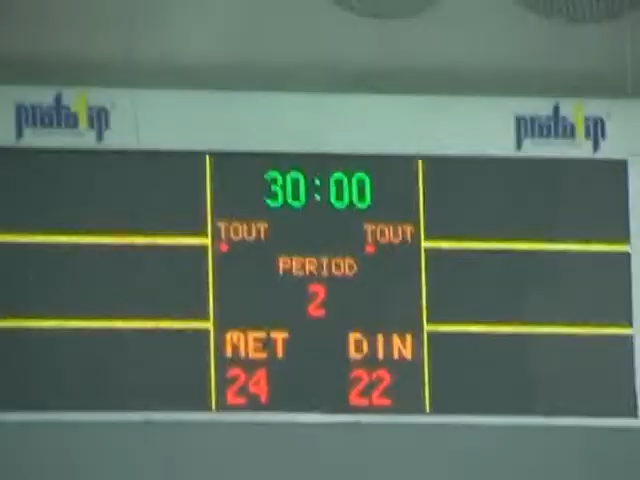 30:00
TOUT TOUT
PERIOD
2
MET DIN
24 22